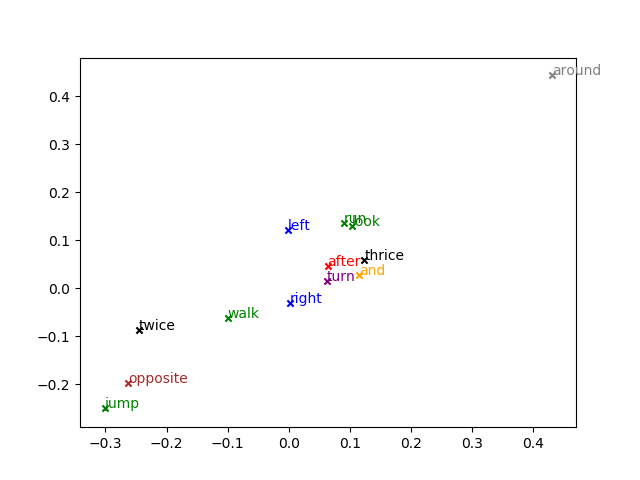 around
0.4
0.3
0.2
left
run
look
0.1
thrice
after
and
turn
0.0
right
walk
twice
−0.1
opposite
−0.2
jump
−0.3
−0.2
−0.1
0.0
0.1
0.2
0.3
0.4